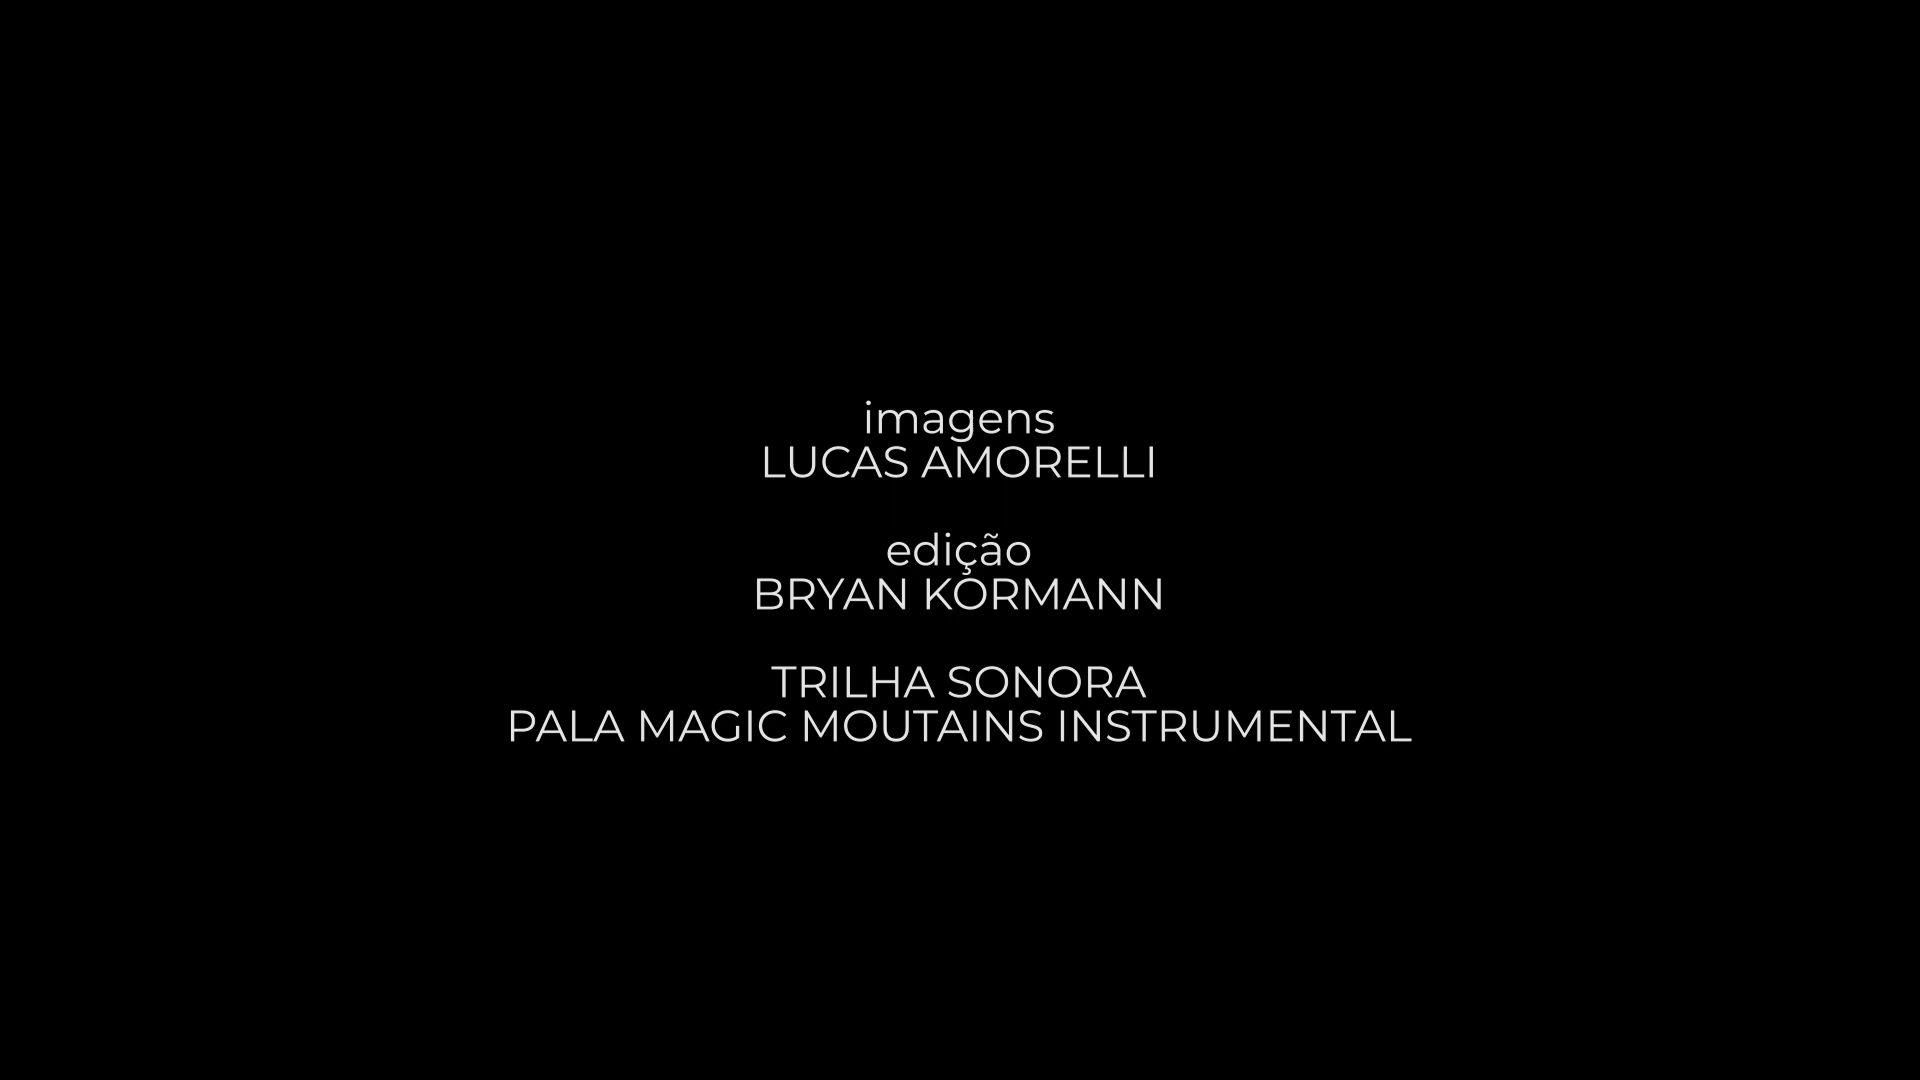 imagens
LUCAS AMORELLI
edição
BRYAN KORMANN
TRILHA SONORA
PALA MAGIC MOUTAINS INSTRUMENTAL